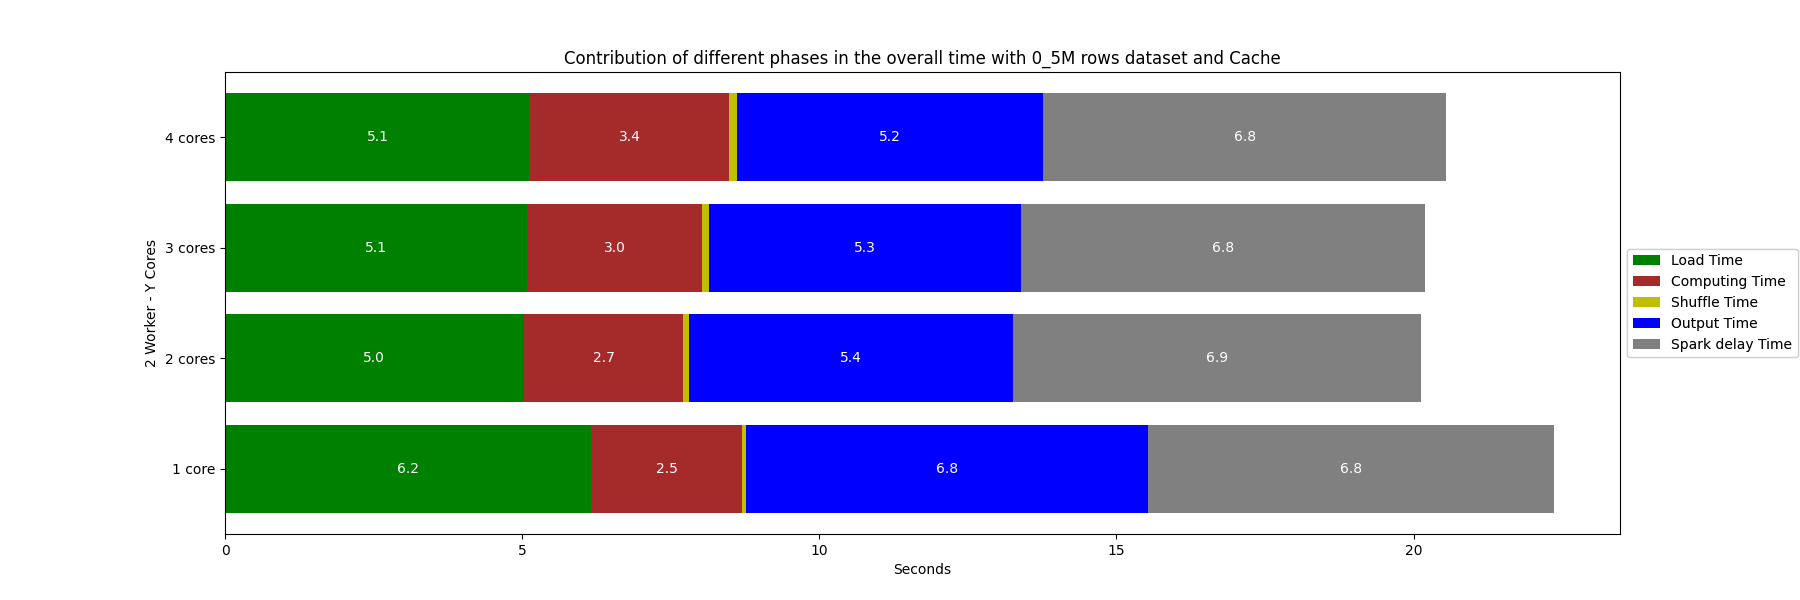 Contribution of different phases in the overall time with 0_5M rows dataset and Cache
2 Worker - Y Cores
4 cores
5.1
3.4
5.2
6.8
3 cores
5.1
3.0
5.3
6.8
2 cores
5.0
2.7
5.4
6.9
1 core
6.2
2.5
6.8
6.8
0
5
10
15
20
Seconds
Load Time
Computing Time
Shuffle Time
Output Time
Spark delay Time